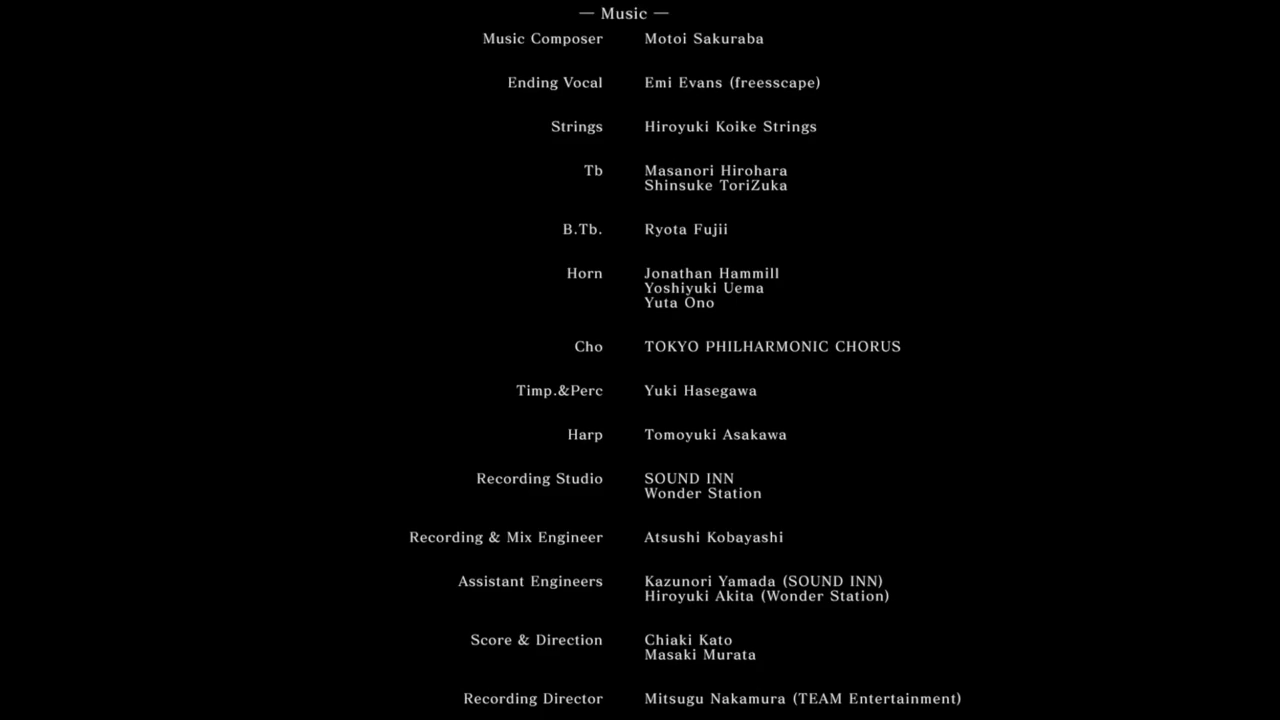 — Music —
Music Composer Motoi Sakuraba
Ending Vocal Emi Evans (freesscape)
Strings Hiroyuki Koike Strings
Tb Masanori Hirohara
Shinsuke ToriZuka
B.Tb. Ryota Fujii
Horn Jonathan Hammill
Yoshiyuki Uema
Yuta Ono
Cho TOKYO PHILHARMONIC CHORUS
Timp.&Perc Yuki Hasegawa
Harp Tomoyuki Asakawa
Recording Studio SOUND INN
Wonder Station
Recording & Mix Engineer Atsushi Kobayashi
Assistant Engineers Kazunori Yamada (SOUND INN)
Hiroyuki Akita (Wonder Station)
Score & Direction Chiaki Kato
Masaki Murata
Recording Director Mitsugu Nakamura (TEAM Entertainment)